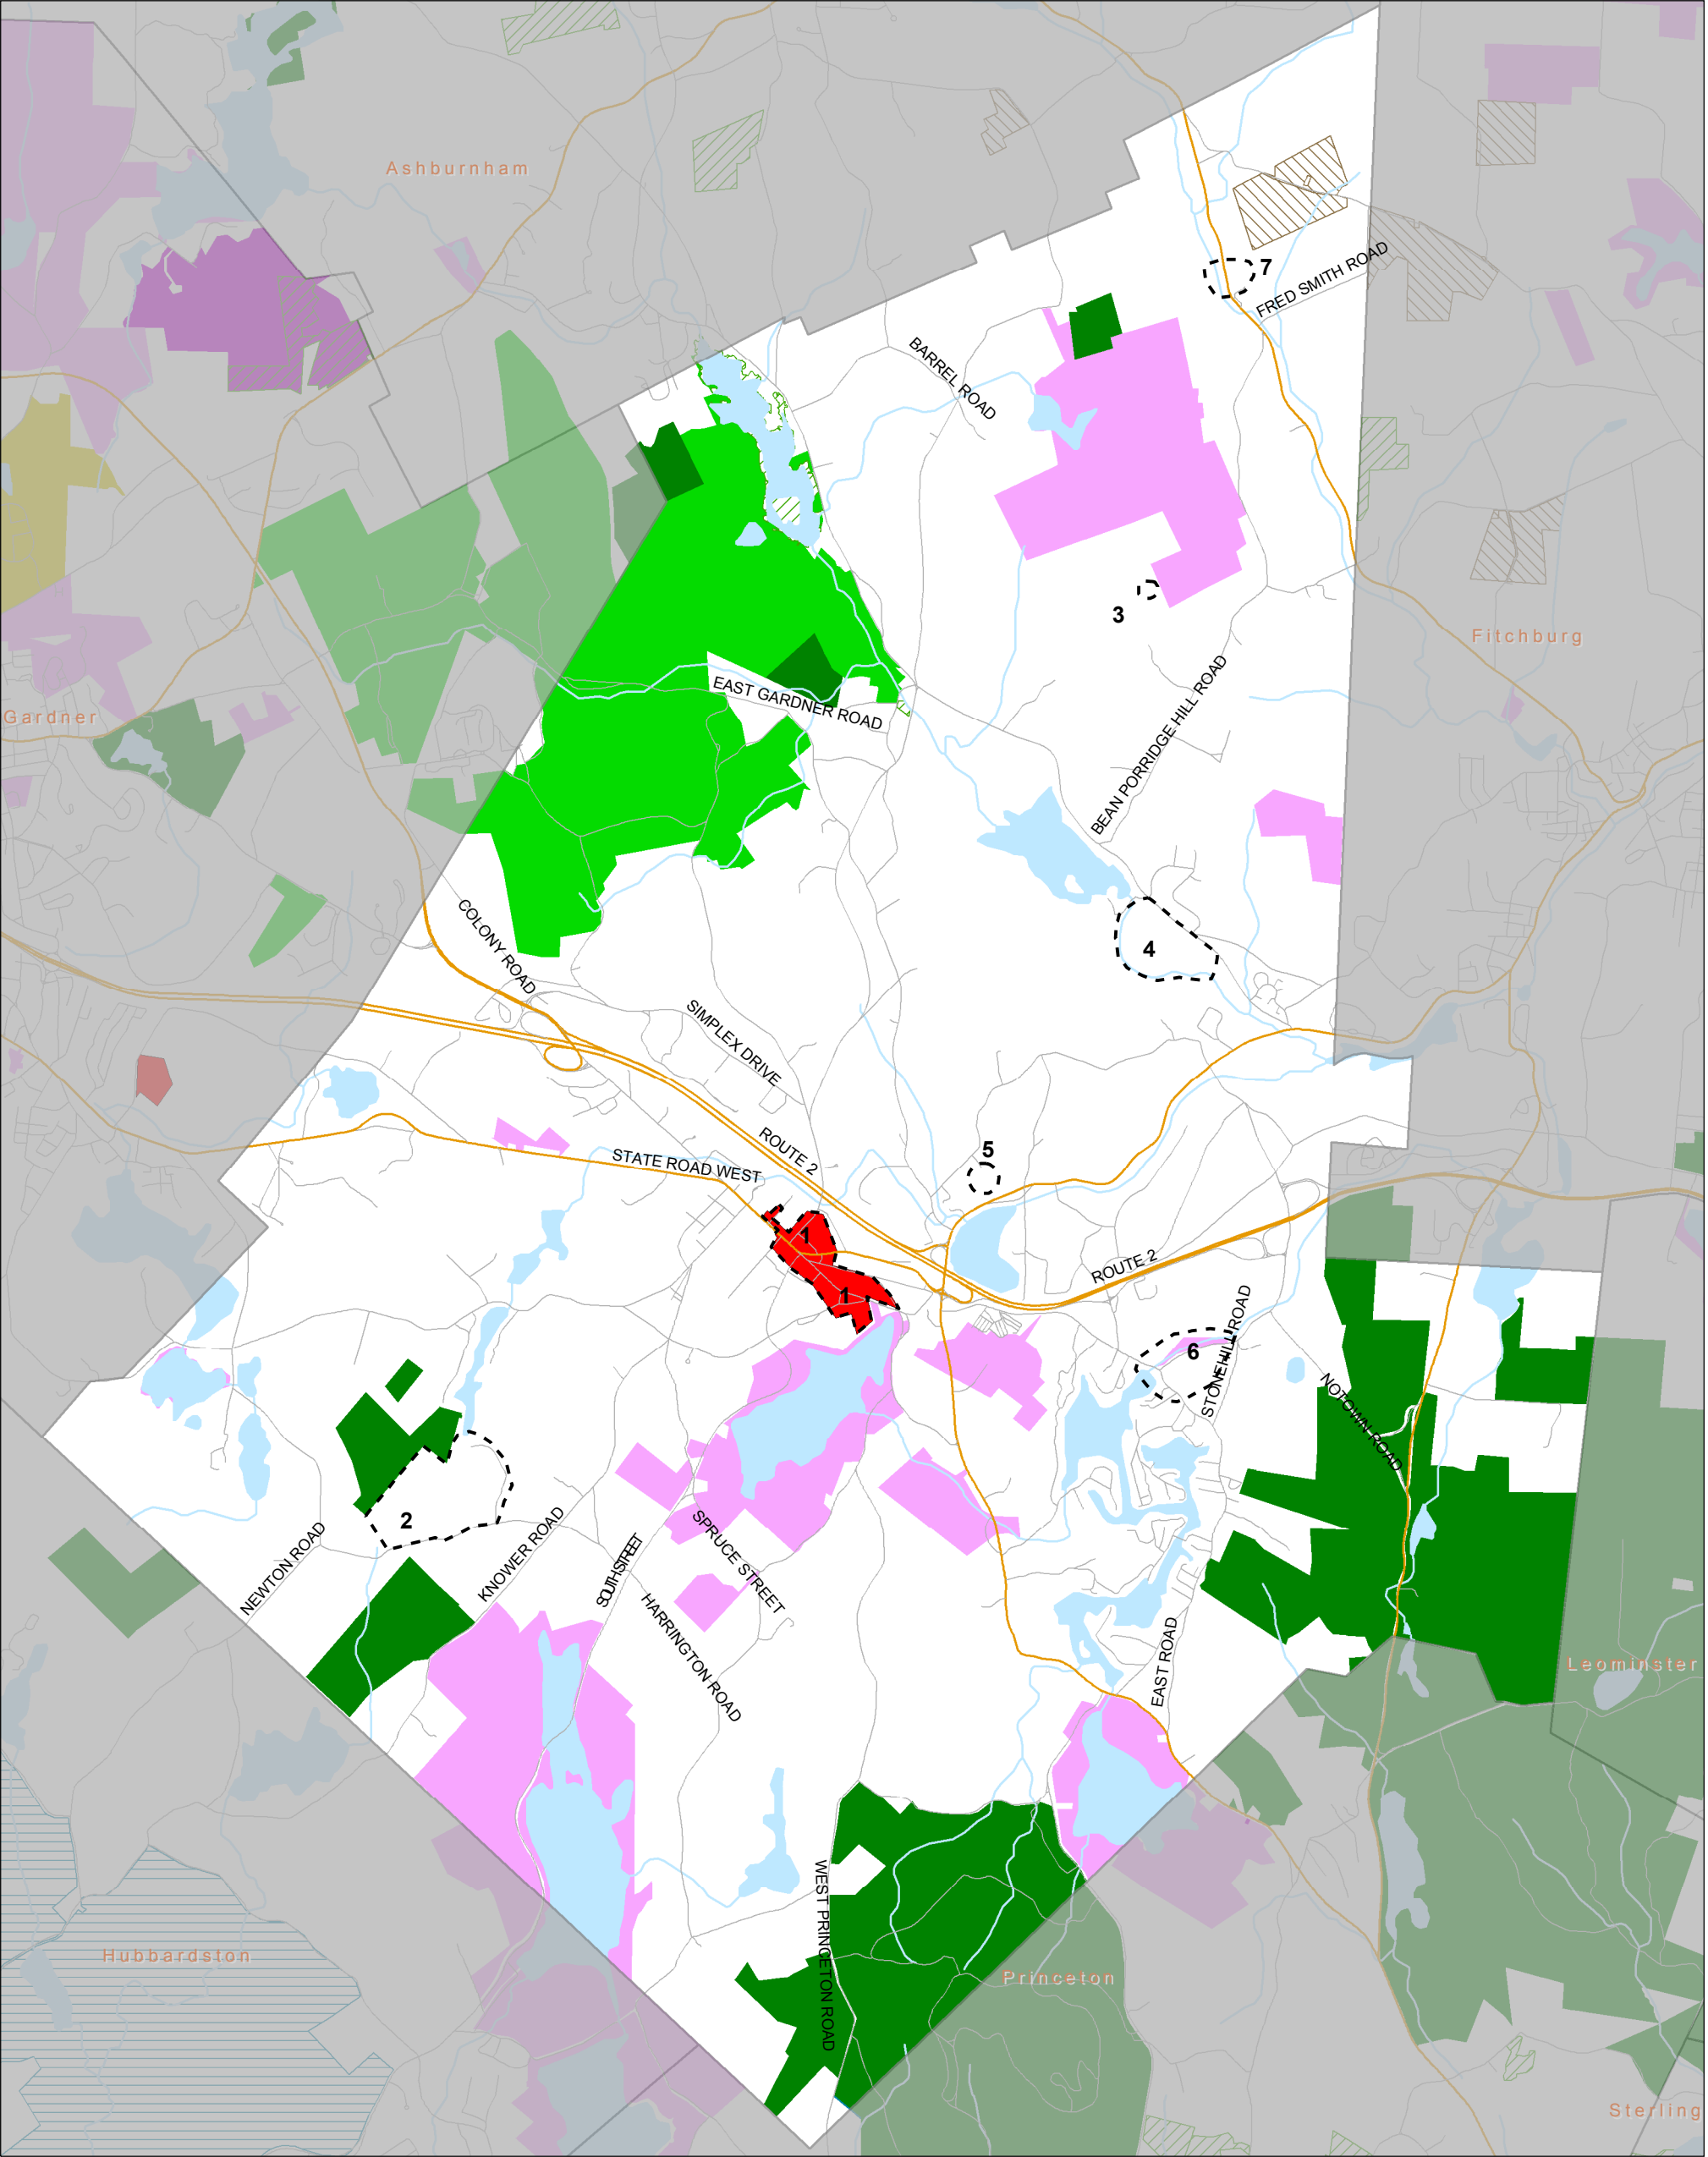 Ashburnham
7
FRED SMITH ROAD
BARREL ROAD
3
Fitchburg
Gardner
EAST GARDNER ROAD
BEAN PORRIDGE HILL ROAD
4
COLONY ROAD
SIMPLEX DRIVE
ROUTE 2
5
STATE ROAD WEST
1
ROUTE 2
1
6
STONEHILL ROAD
NOTOWN ROAD
2
NEWTON ROAD
KNOWER ROAD
SOUTH STREET
SPRUCE STREET
HARRINGTON ROAD
EAST ROAD
Leominster
WEST PRINCETON ROAD
Hubbardston
Princeton
Sterling